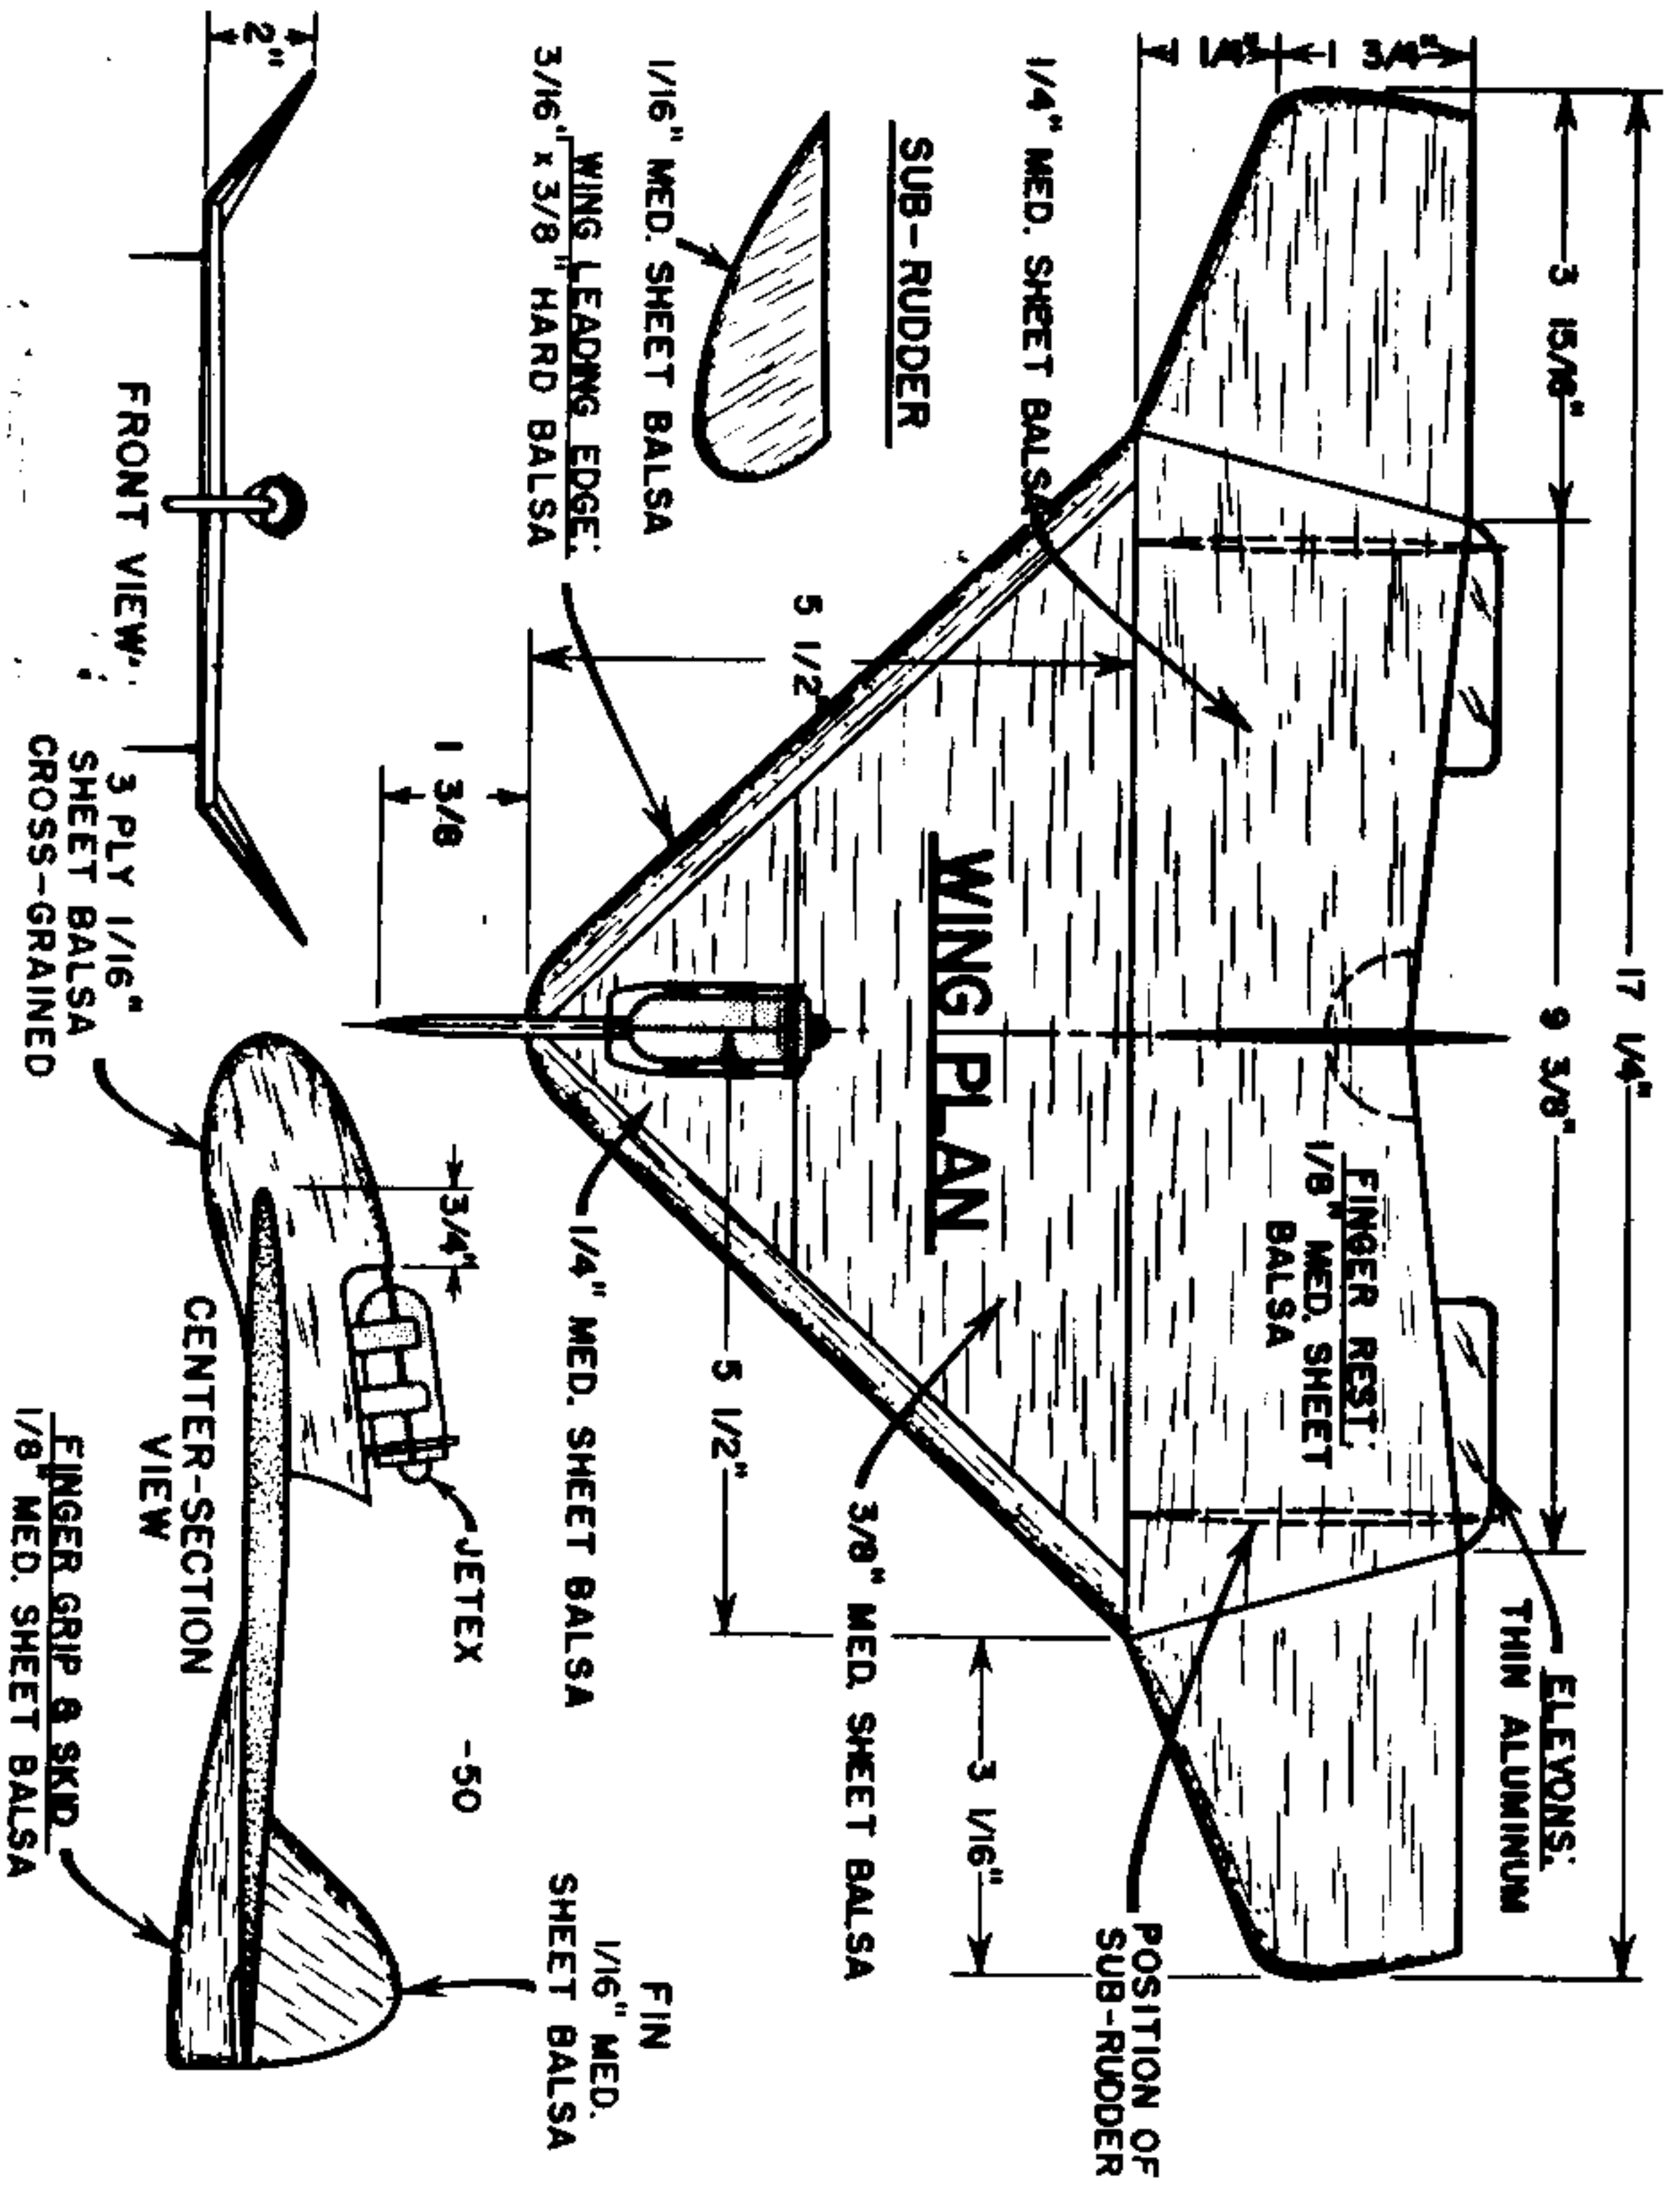 17 1/4"
3 15/16"
9 3/8"
1 1/4"
1 3/4"
ELEVONS:
THIN ALUMINUM
FINGER REST:
1/8" MED. SHEET
BALSA
POSITION OF
SUB-RUDDER
1/4" MED. SHEET BALSA
WING PLAN
3 1/16"
SUB-RUDDER
5 1/2"
3/8" MED. SHEET BALSA
5 1/2"
1/16" MED. SHEET BALSA
WING LEADING EDGE:
3/16" x 3/8" HARD BALSA
1/4" MED. SHEET BALSA
FIN
1/16" MED.
SHEET BALSA
1 3/8
3/4"
JETEX -50
2"
CENTER-SECTION
VIEW
FRONT VIEW
3 PLY 1/16"
SHEET BALSA
CROSS-GRAINED
FINGER GRIP & SKID
1/8" MED. SHEET BALSA